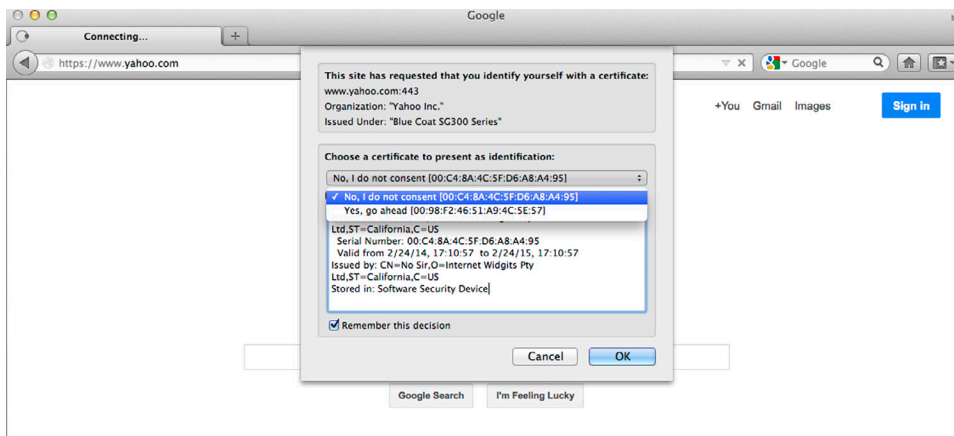 Google
Connecting...
+
https://www.yahoo.com
Google
This site has requested that you identify yourself with a certificate:
www.yahoo.com:443
Organization: "Yahoo Inc."
Issued Under: "Blue Coat SG300 Series"
+You Gmail Images Sign in
Choose a certificate to present as identification:
No, I do not consent [00:C4:8A:4C:5F:D6:A8:A4:95]
✓ No, I do not consent [00:C4:8A:4C:5F:D6:A8:A4:95]
Yes, go ahead [00:98:F2:46:51:A9:4C:5E:57]
Ltd,ST=California,C=US
Serial Number: 00:C4:8A:4C:5F:D6:A8:A4:95
Valid from 2/24/14, 17:10:57 to 2/24/15, 17:10:57
Issued by: CN=No Sir,O=Internet Widgits Pty
Ltd,ST=California,C=US
Stored in: Software Security Device
Remember this decision
Cancel OK
Google Search I'm Feeling Lucky